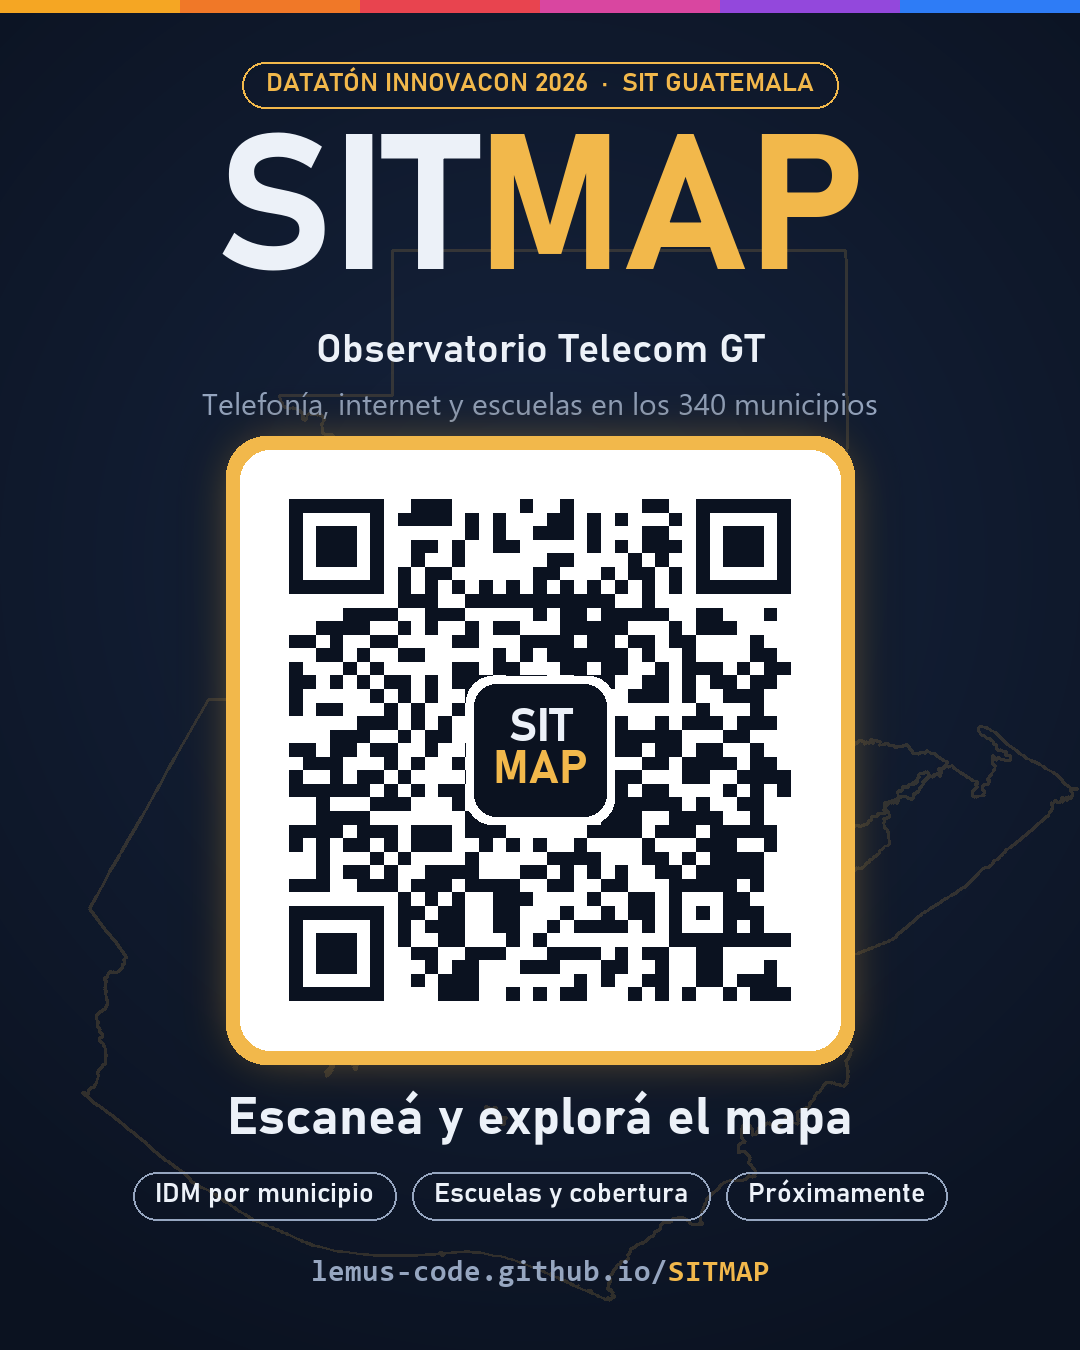 DATATÓN INNOVACON 2026 · SIT GUATEMALA
SITMAP
Observatorio Telecom GT
Telefonía, internet y escuelas en los 340 municipios
SIT
MAP
Escaneá y explorá el mapa
IDM por municipio
Escuelas y cobertura
Próximamente
lemus-code.github.io/SITMAP